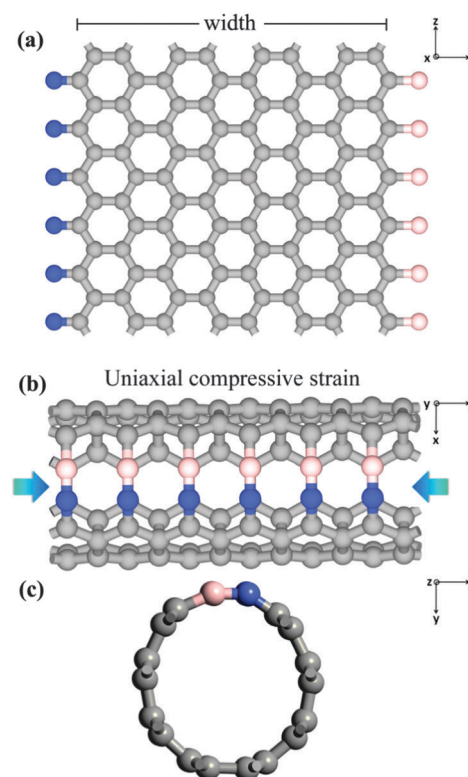 width
(a)
z
x
(b)
Uniaxial compressive strain
y
x
(c)
z
y